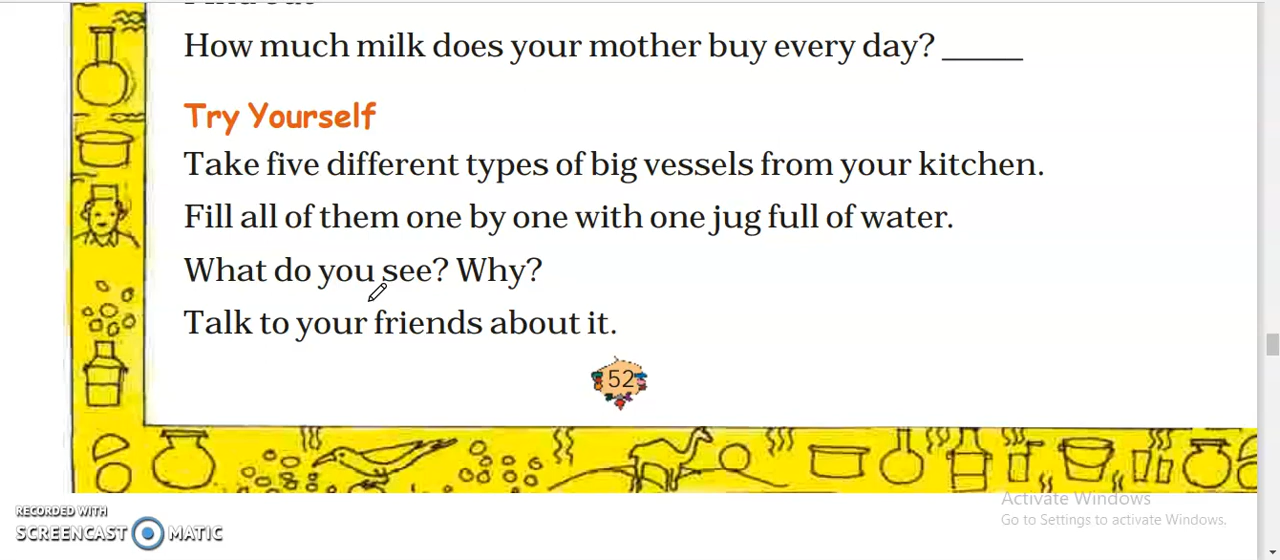 How much milk does your mother buy every day? _____
Try Yourself
Take five different types of big vessels from your kitchen.
Fill all of them one by one with one jug full of water.
What do you see? Why?
Talk to your friends about it.
52
Activate Windows
Go to Settings to activate Windows.
RECORDED WITH
SCREENCAST MATIC